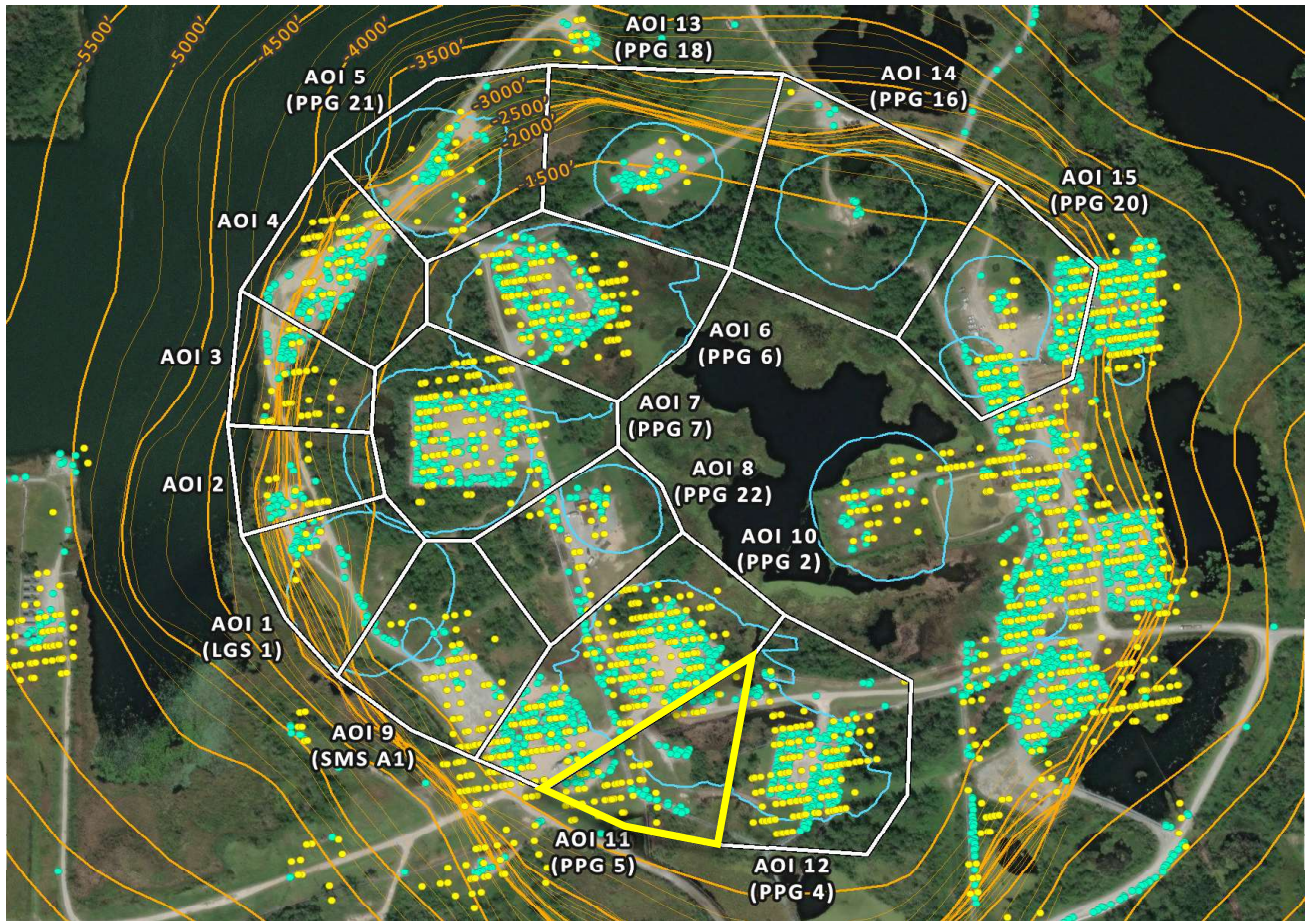 -5500'
-5000'
-4500'
-4000'
-3500'
-3000'
-2500'
-2000'
-1500'
AOI 13
(PPG 18)
AOI 5
(PPG 21)
AOI 14
(PPG 16)
AOI 15
(PPG 20)
AOI 4
AOI 3
AOI 6
(PPG 6)
AOI 7
(PPG 7)
AOI 2
AOI 8
(PPG 22)
AOI 10
(PPG 2)
AOI 1
(LGS 1)
AOI 9
(SMS A1)
AOI 11
(PPG 5)
AOI 12
(PPG 4)